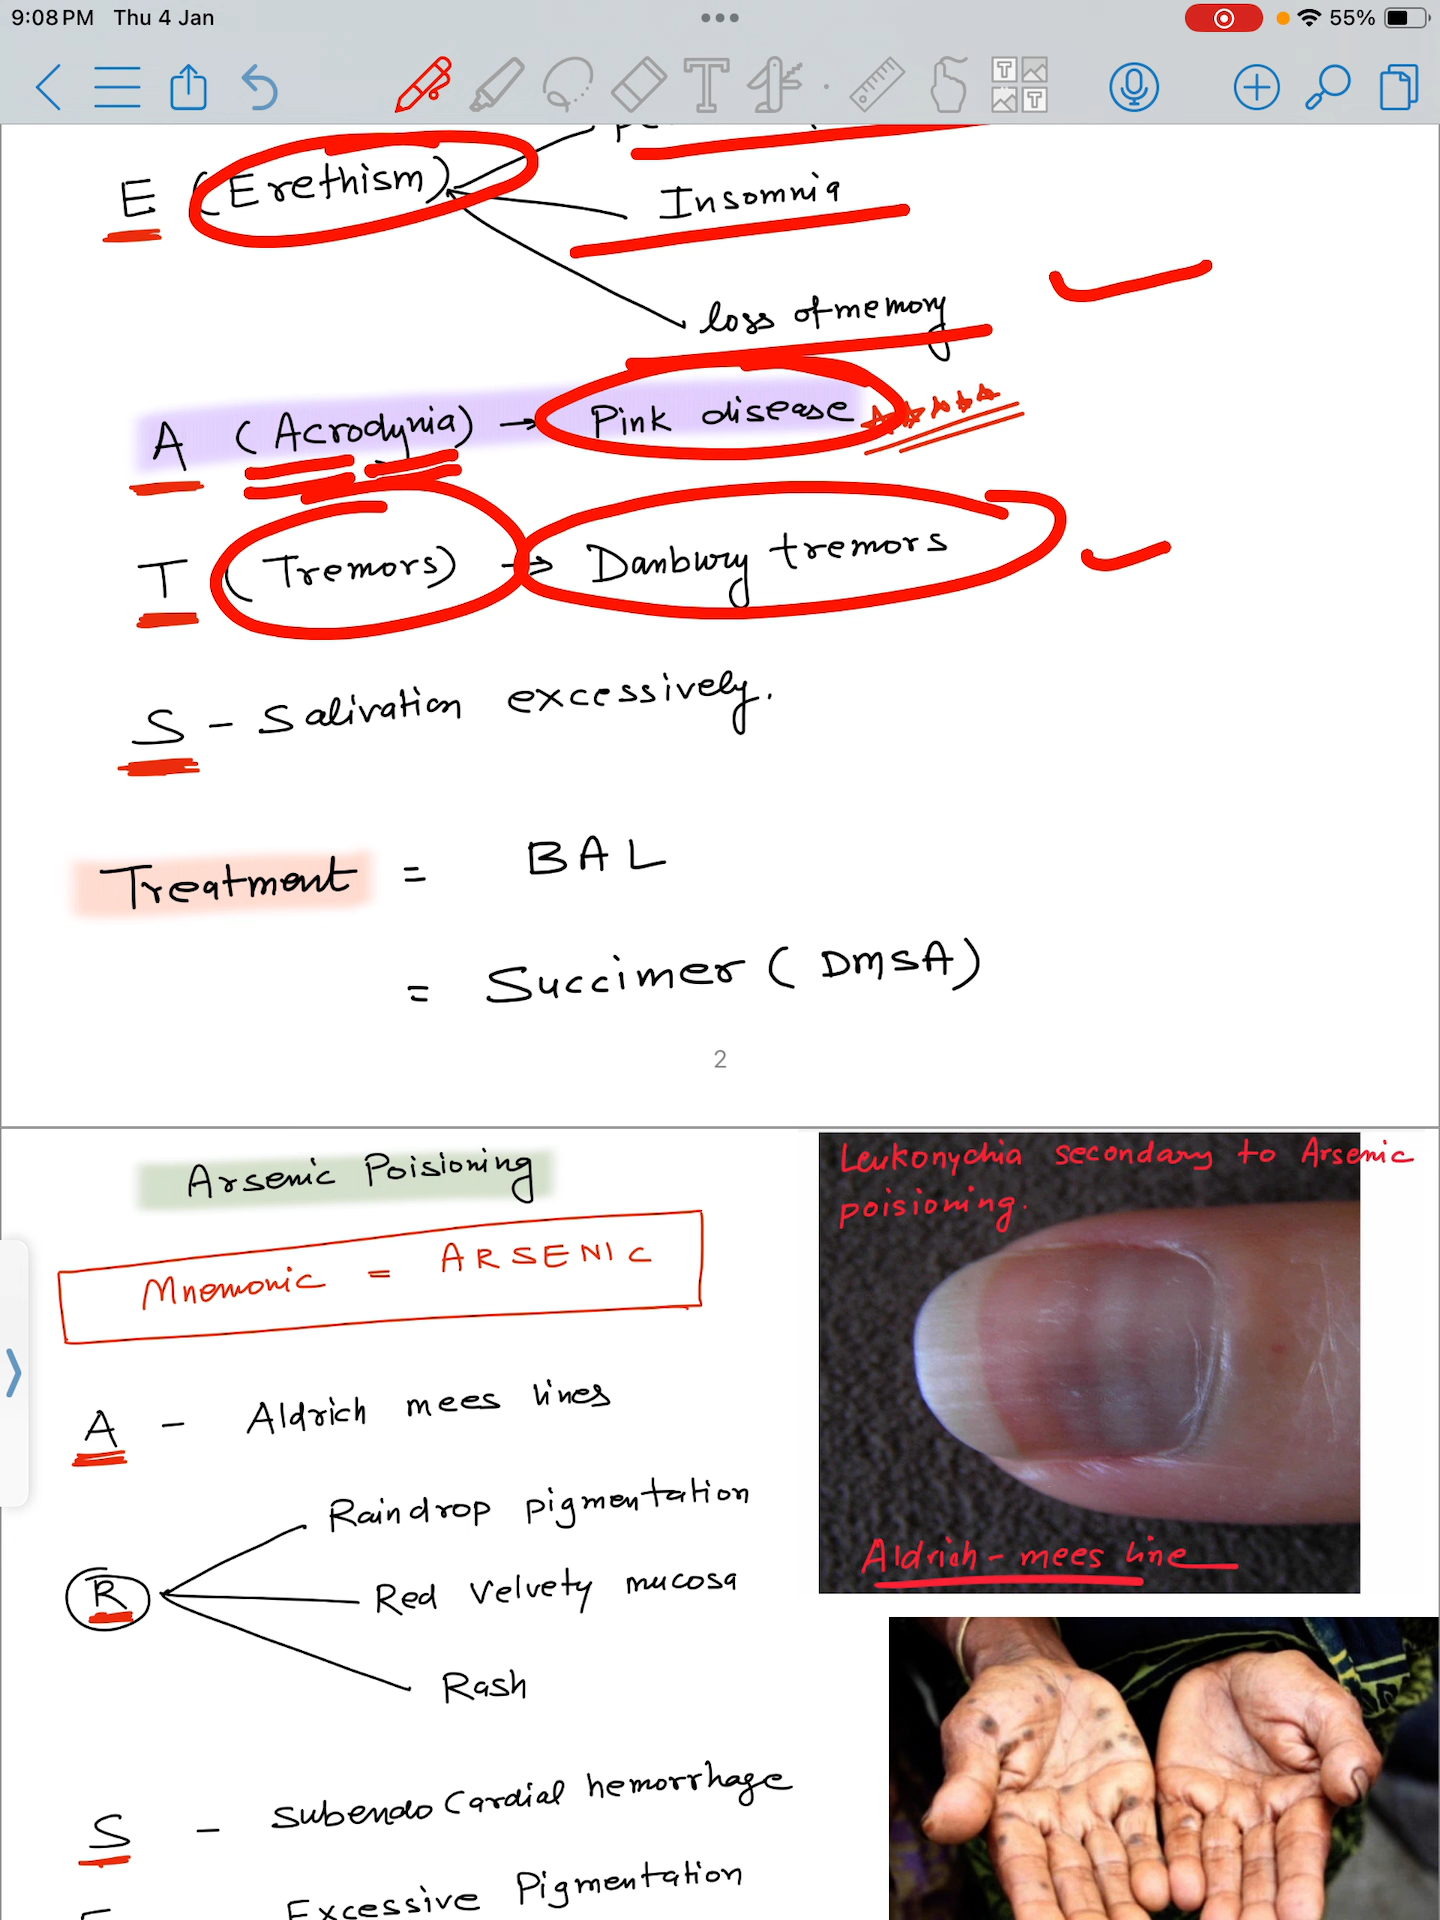 9:08 PM Thu 4 Jan
55%
E (Erethism)
Insomnia
loss of memory
A (Acrodynia) → Pink disease
T (Tremors) → Danbury tremors
S - Salivation excessively.
Treatment = BAL
= Succimer (DMSA)
2
Arsenic Poisioning
Mnemonic = ARSENIC
A - Aldrich mees lines
R
Raindrop pigmentation
Red Velvety mucosa
Rash
S - Subendo Cardial hemorrhage
Excessive Pigmentation
Leukonychia secondary to Arsenic
poisioning.
Aldrich-mees line